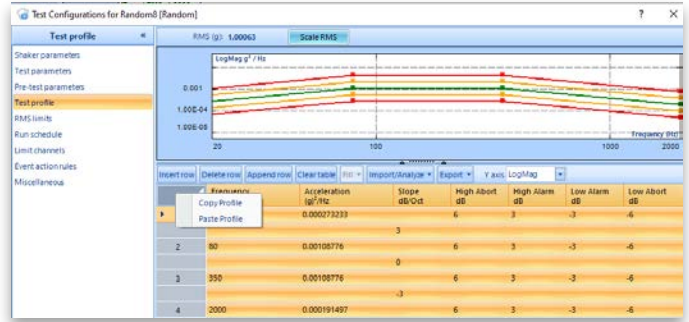 Test Configurations for Random8 [Random]
? ×
Test profile «
Shaker parameters
Test parameters
Pre-test parameters
Test profile
RMS limits
Run schedule
Limit channels
Event action rules
Miscellaneous
RMS (g): 1.00063 Scale RMS
LogMag g² / Hz
0.001
1.00E-04
1.00E-05
Frequency (Hz)
20 100 1000 2000
Insert row Delete row Append row Clear table Fit Import/Analyze Export Y axis LogMag
Frequency Acceleration (g)²/Hz Slope dB/Oct High Abort dB High Alarm dB Low Alarm dB Low Abort dB
Copy Profile
Paste Profile
0.000273233 6 3 -3 -6
3
2 80 0.00108776 6 3 -3 -6
0
3 350 0.00108776 6 3 -3 -6
-3
4 2000 0.000191497 6 3 -3 -6